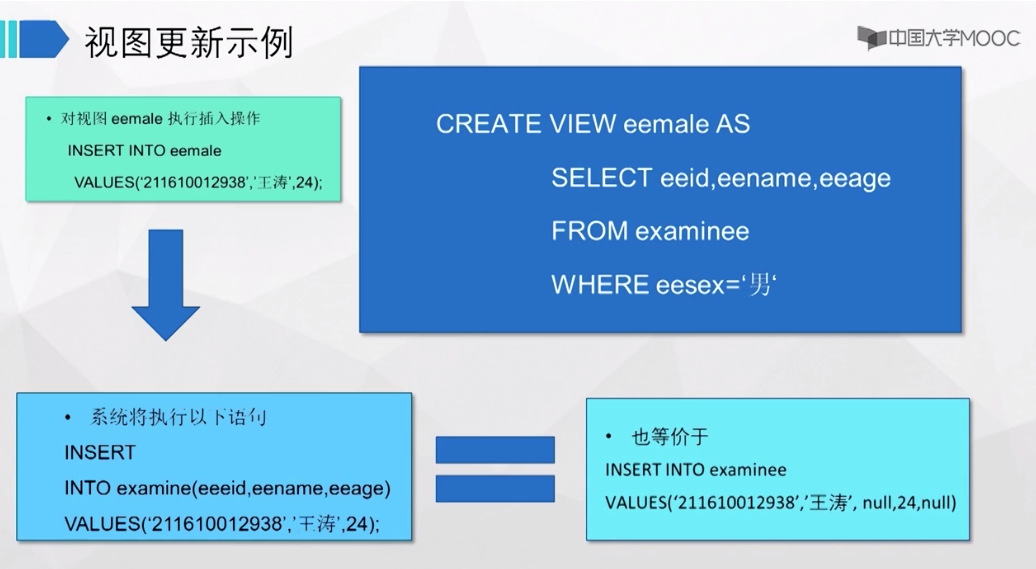 视图更新示例
中国大学MOOC
• 对视图 eemale 执行插入操作
INSERT INTO eemale
VALUES(‘211610012938’,’王涛’,24);
CREATE VIEW eemale AS
SELECT eeid,eename,eeage
FROM examinee
WHERE eesex=‘男‘
• 系统将执行以下语句
INSERT
INTO examine(eeeid,eename,eeage)
VALUES(‘211610012938’,’王涛’,24);
• 也等价于
INSERT INTO examinee
VALUES(‘211610012938’,’王涛’, null,24,null)